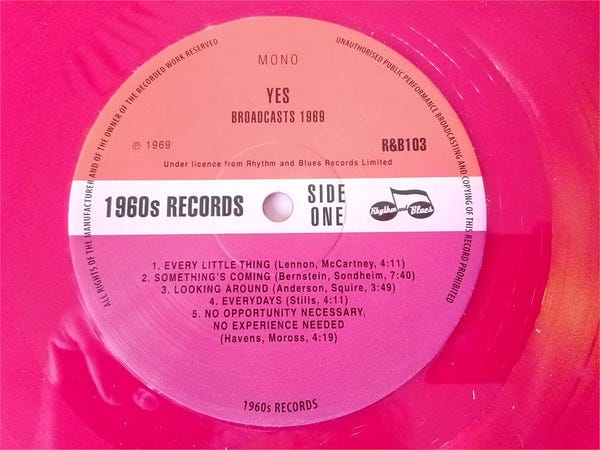 ALL RIGHTS OF THE MANUFACTURER AND OF THE OWNER OF THE RECORDED WORK RESERVED
UNAUTHORISED PUBLIC PERFORMANCE BROADCASTING AND COPYING OF THIS RECORD PROHIBITED
MONO
YES
BROADCASTS 1969
℗ 1969
R&B103
Under licence from Rhythm and Blues Records Limited
1960s RECORDS
SIDE
ONE
Rhythm and Blues
1. EVERY LITTLE THING (Lennon, McCartney, 4:11)
2. SOMETHING'S COMING (Bernstein, Sondheim, 7:40)
3. LOOKING AROUND (Anderson, Squire, 3:49)
4. EVERYDAYS (Stills, 4:11)
5. NO OPPORTUNITY NECESSARY,
NO EXPERIENCE NEEDED
(Havens, Moross, 4:19)
1960s RECORDS